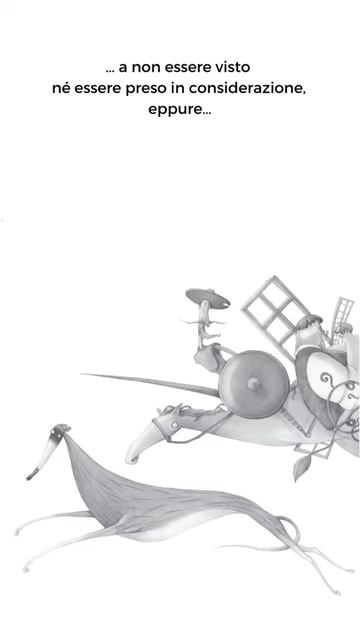 ... a non essere visto
né essere preso in considerazione,
eppure...